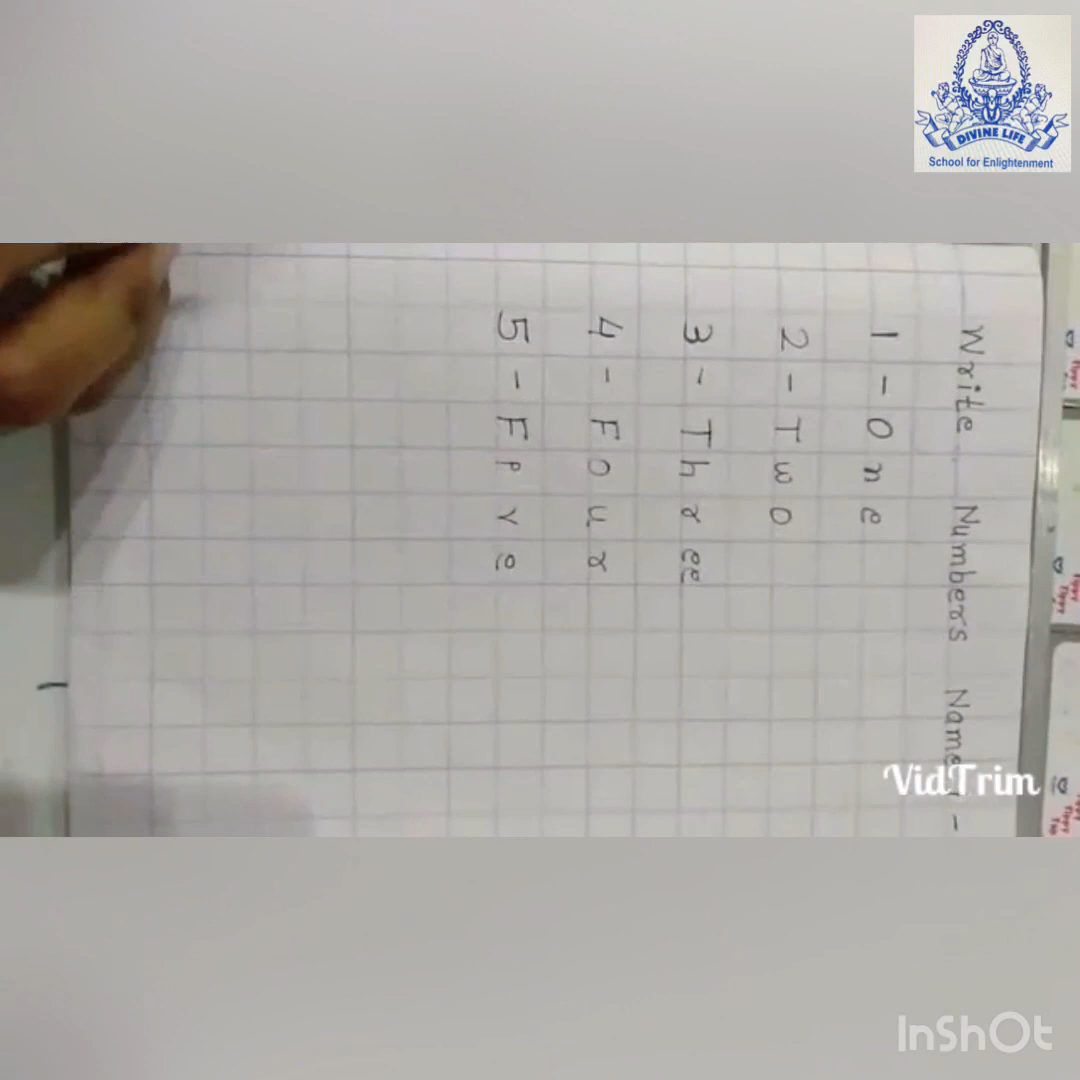 DIVINE LIFE
School for Enlightenment
Write Numbers Name:-
1 - One
2 - Two
3 - Three
4 - Four
5 - Five
VidTrim
InShOt